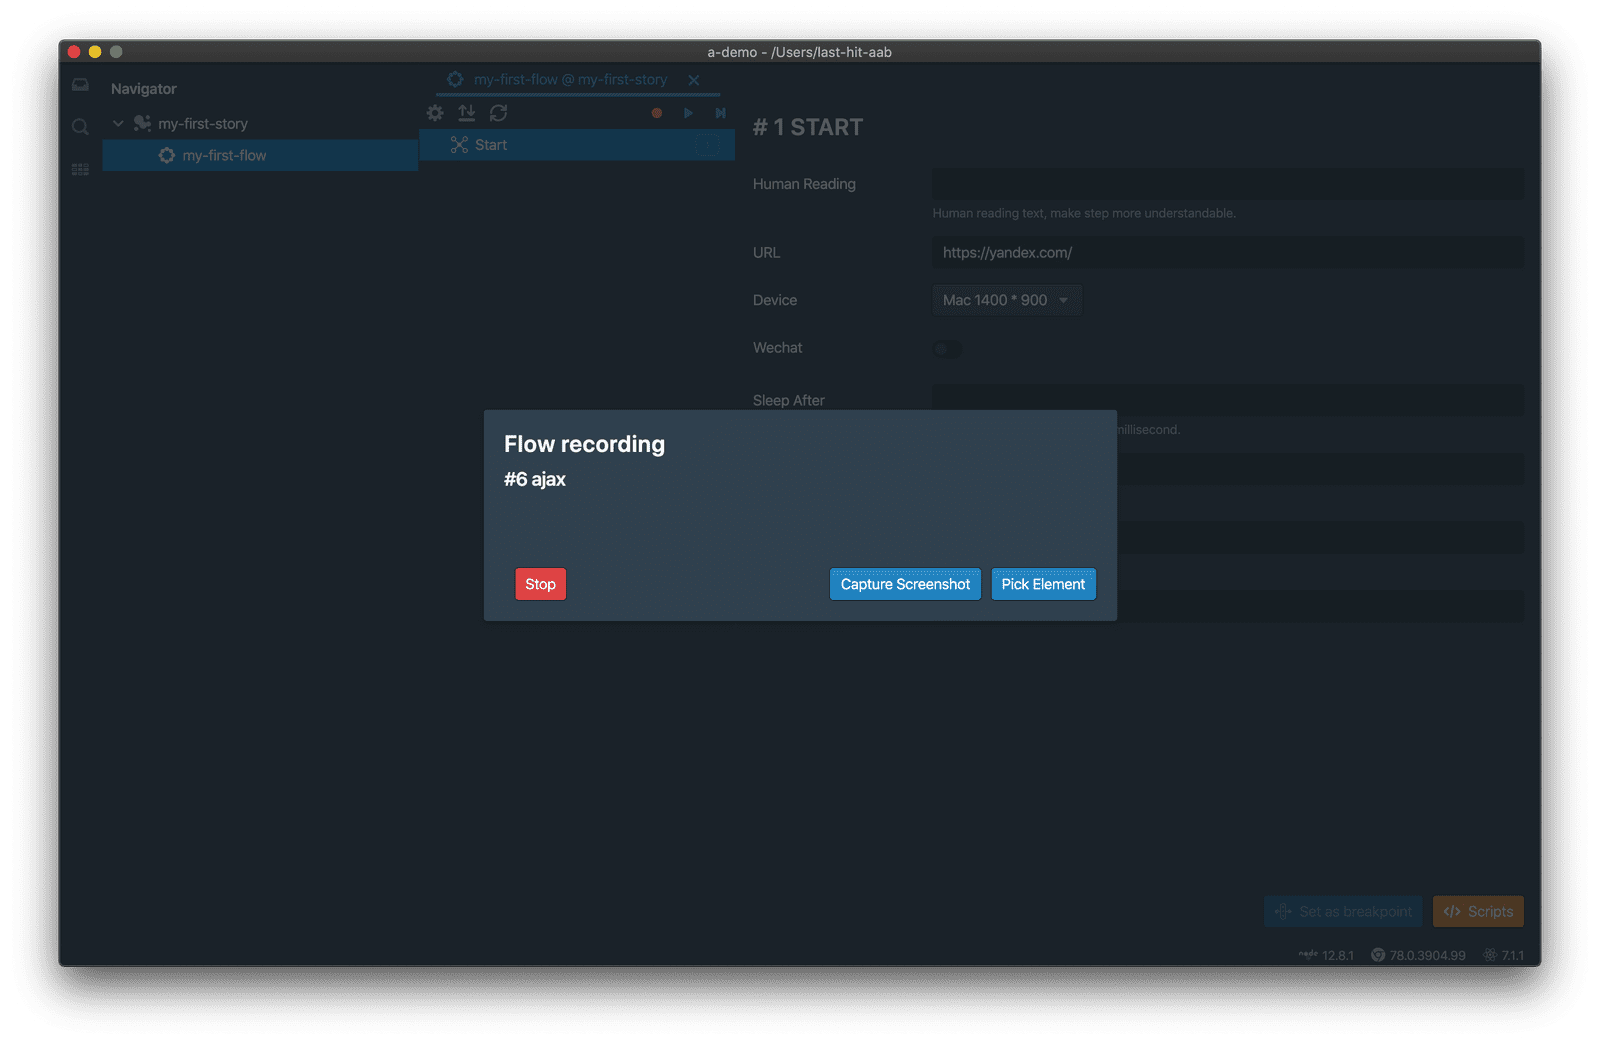 a-demo - /Users/last-hit-aab
Navigator
my-first-story
my-first-flow
my-first-flow @ my-first-story
Start
# 1 START
Human Reading
Human reading text, make step more understandable.
URL
https://yandex.com/
Device
Mac 1400 * 900
Wechat
Sleep After
millisecond.
Flow recording
#6 ajax
Stop
Capture Screenshot
Pick Element
Set as breakpoint
</> Scripts
node 12.8.1
78.0.3904.99
7.1.1